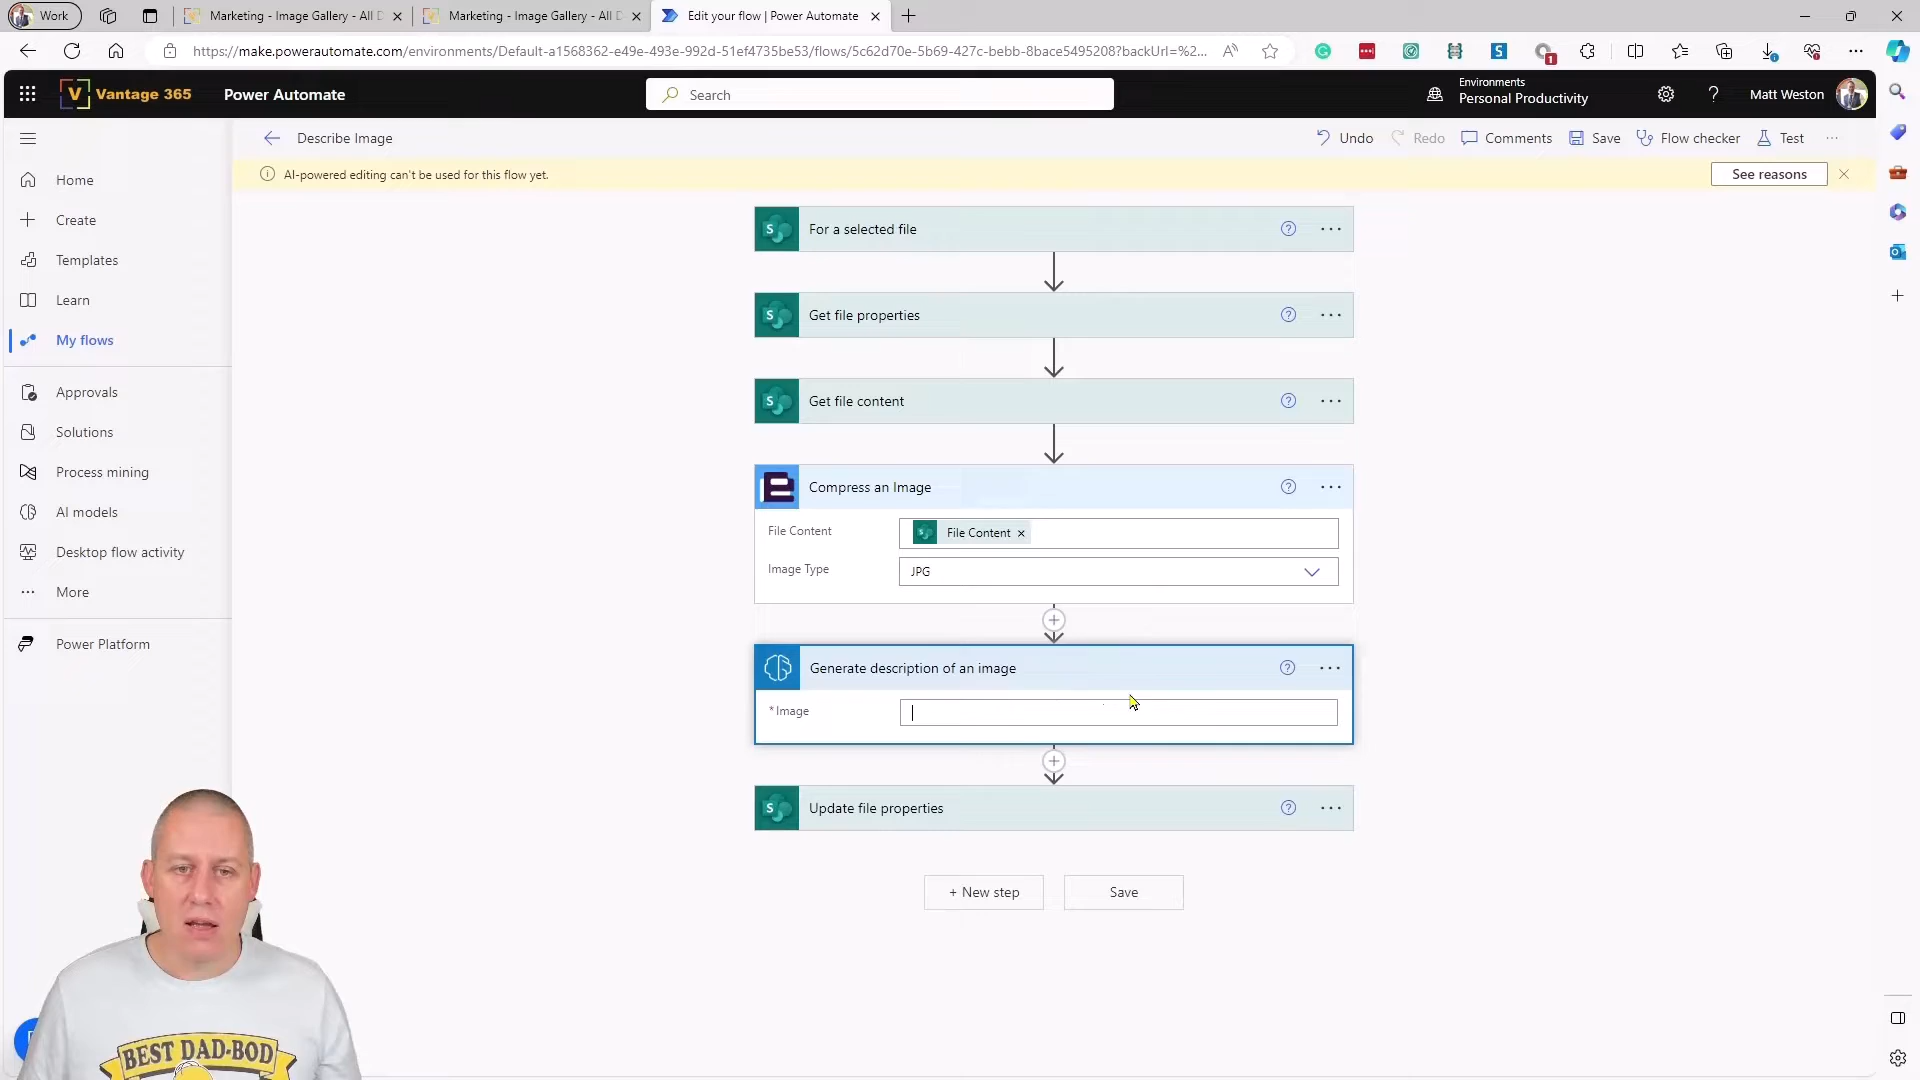 Work
Marketing - Image Gallery - All D
Marketing - Image Gallery - All D
Edit your flow | Power Automate
https://make.powerautomate.com/environments/Default-a1568362-e49e-493e-992d-51ef4735be53/flows/5c62d70e-5b69-427c-bebb-8bace5495208?backUrl=%2...
1
V Vantage 365
Power Automate
Search
Environments
Personal Productivity
Matt Weston
Describe Image
Undo
Redo
Comments
Save
Flow checker
Test
AI-powered editing can't be used for this flow yet.
See reasons
Home
Create
Templates
Learn
My flows
Approvals
Solutions
Process mining
AI models
Desktop flow activity
More
Power Platform
For a selected file
Get file properties
Get file content
Compress an Image
File Content
File Content ×
Image Type
JPG
Generate description of an image
* Image
Update file properties
+ New step
Save
BEST DAD-BOD